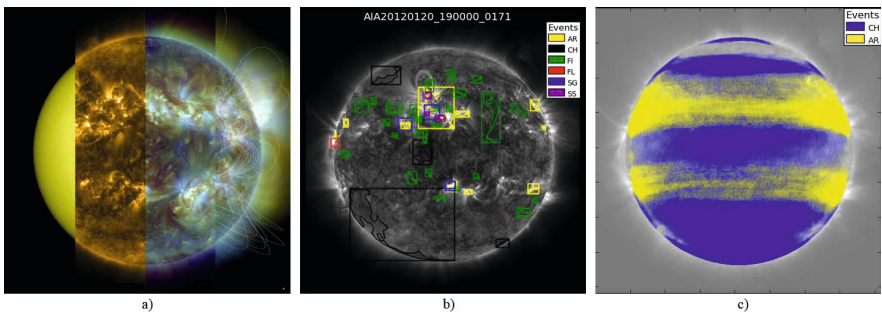 AIA20120120_190000_0171
Events
AR
CH
FI
FL
SG
SS
Events
CH
AR
a)
b)
c)